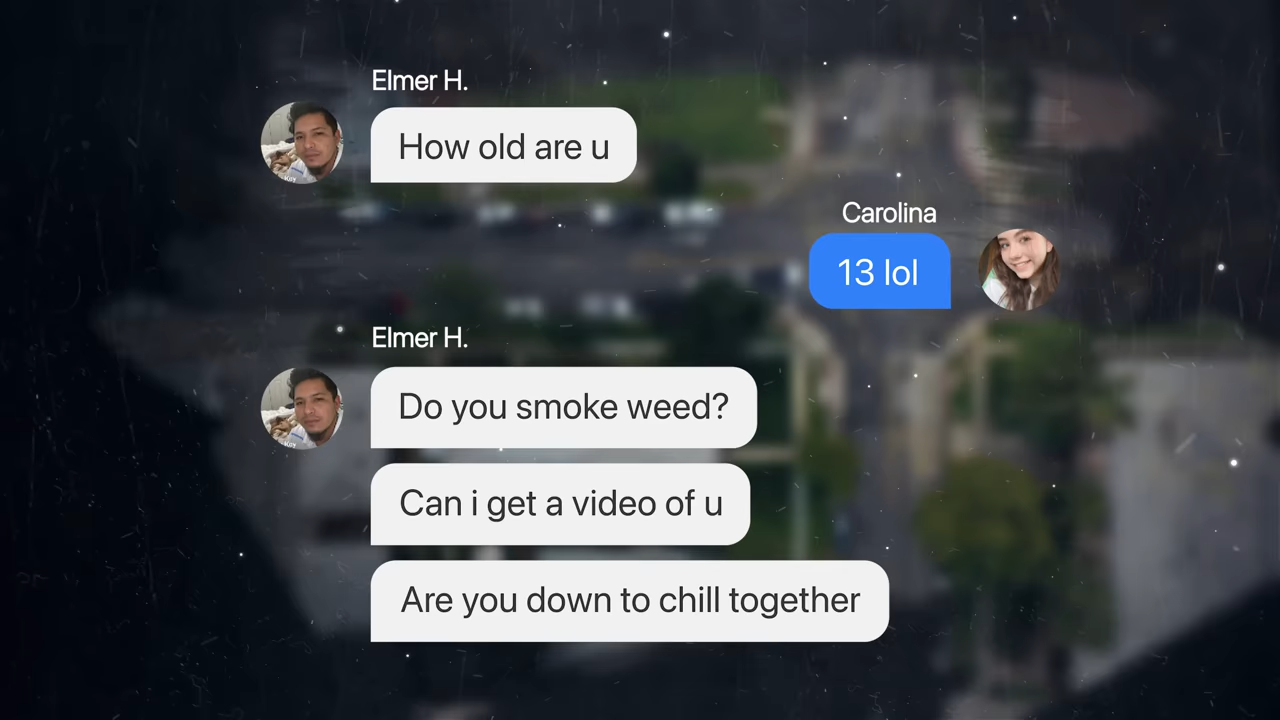 Elmer H.
How old are u
Carolina
13 lol
Elmer H.
Do you smoke weed?
Can i get a video of u
Are you down to chill together